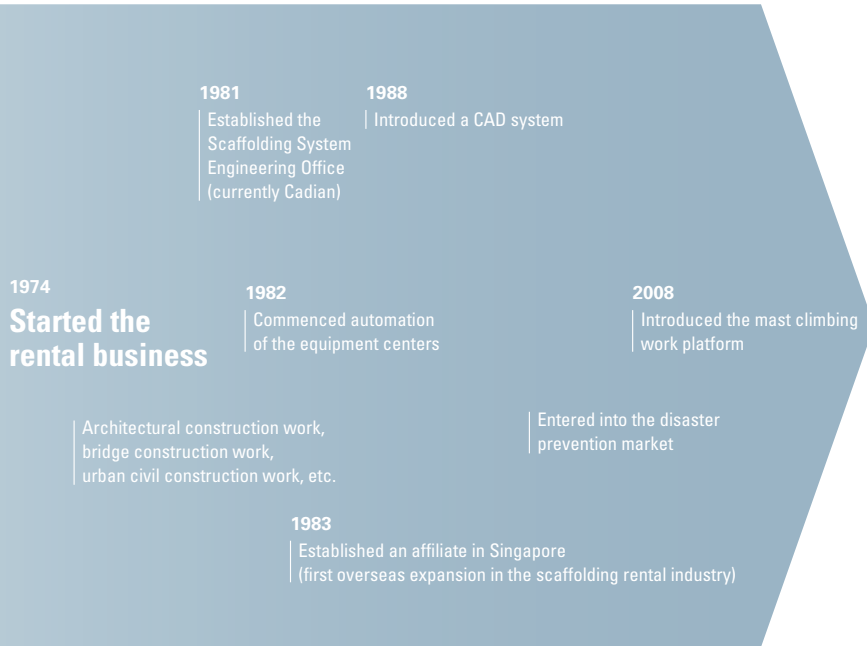 1981
Established the
Scaffolding System
Engineering Office
(currently Cadian)
1988
Introduced a CAD system
1974
Started the
rental business
1982
Commenced automation
of the equipment centers
2008
Introduced the mast climbing
work platform
Architectural construction work,
bridge construction work,
urban civil construction work, etc.
Entered into the disaster
prevention market
1983
Established an affiliate in Singapore
(first overseas expansion in the scaffolding rental industry)